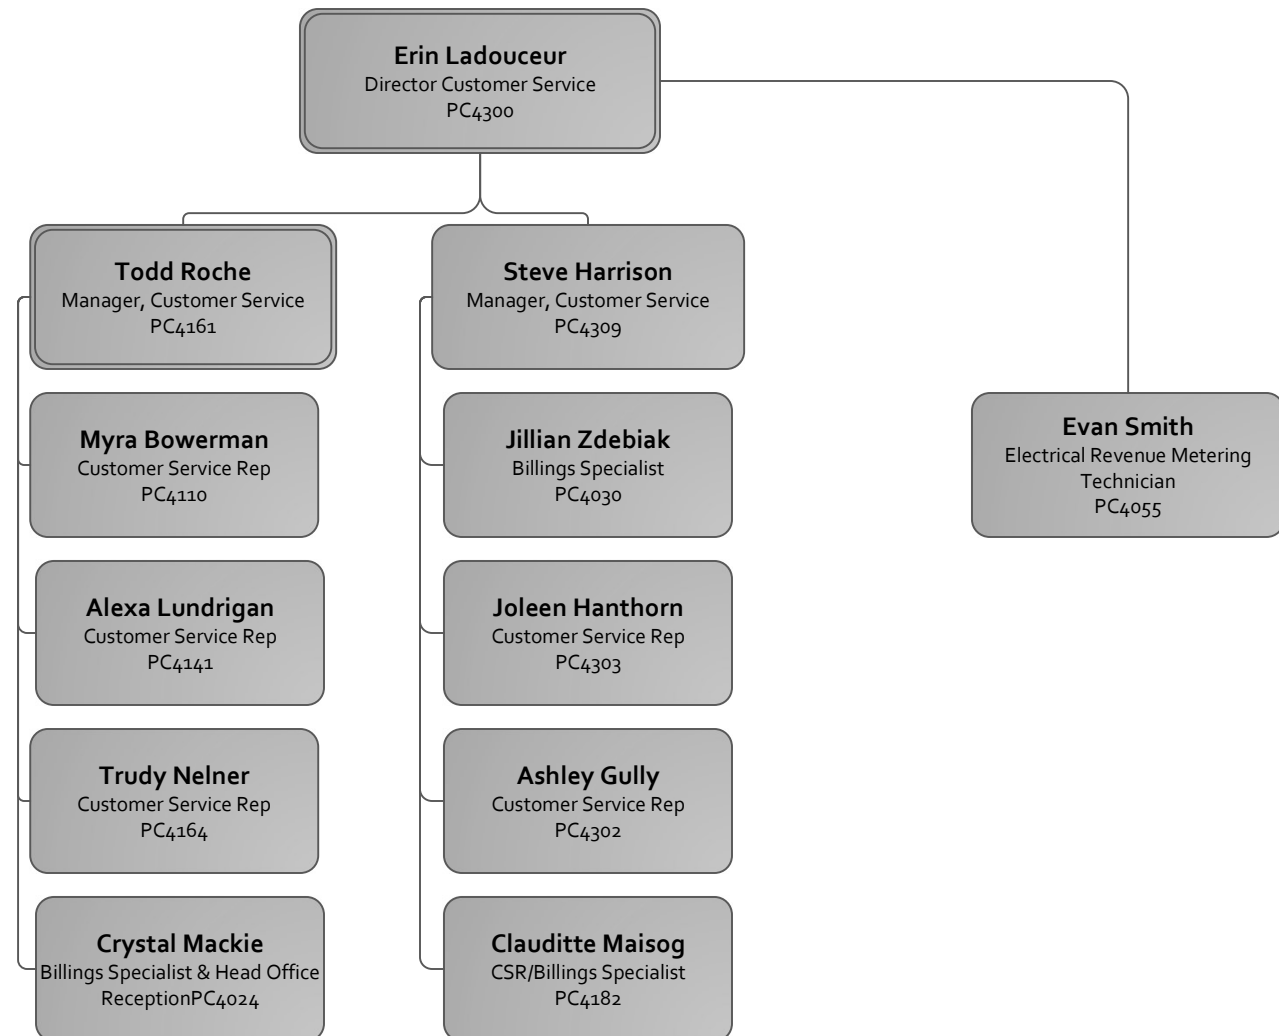 Erin Ladouceur
Director Customer Service
PC4300
Todd Roche
Manager, Customer Service
PC4161
Steve Harrison
Manager, Customer Service
PC4309
Myra Bowerman
Customer Service Rep
PC4110
Jillian Zdebiak
Billings Specialist
PC4030
Evan Smith
Electrical Revenue Metering
Technician
PC4055
Alexa Lundrigan
Customer Service Rep
PC4141
Joleen Hanthorn
Customer Service Rep
PC4303
Trudy Nelner
Customer Service Rep
PC4164
Ashley Gully
Customer Service Rep
PC4302
Crystal Mackie
Billings Specialist & Head Office
ReceptionPC4024
Clauditte Maisog
CSR/Billings Specialist
PC4182